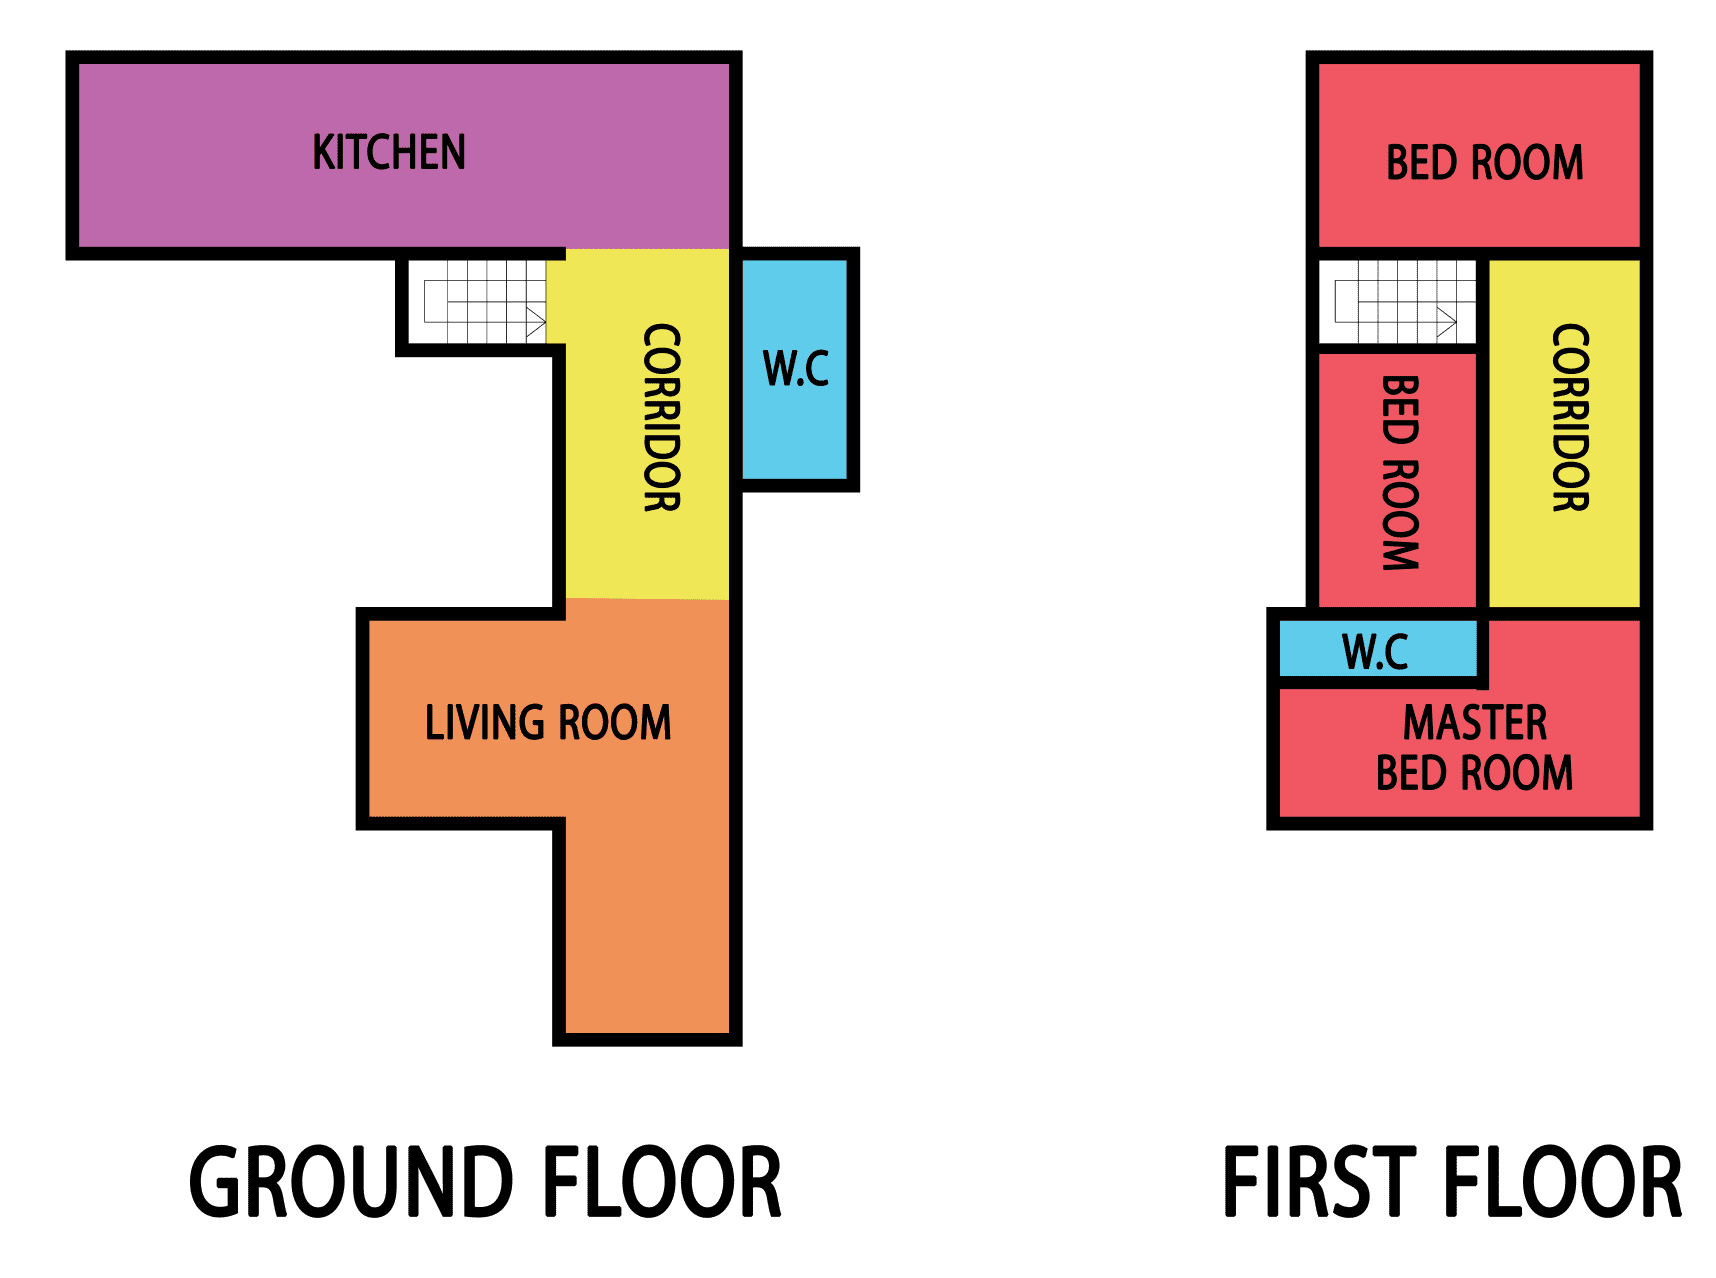 KITCHEN
CORRIDOR
W.C
LIVING ROOM
GROUND FLOOR
BED ROOM
BED ROOM
CORRIDOR
W.C
MASTER
BED ROOM
FIRST FLOOR